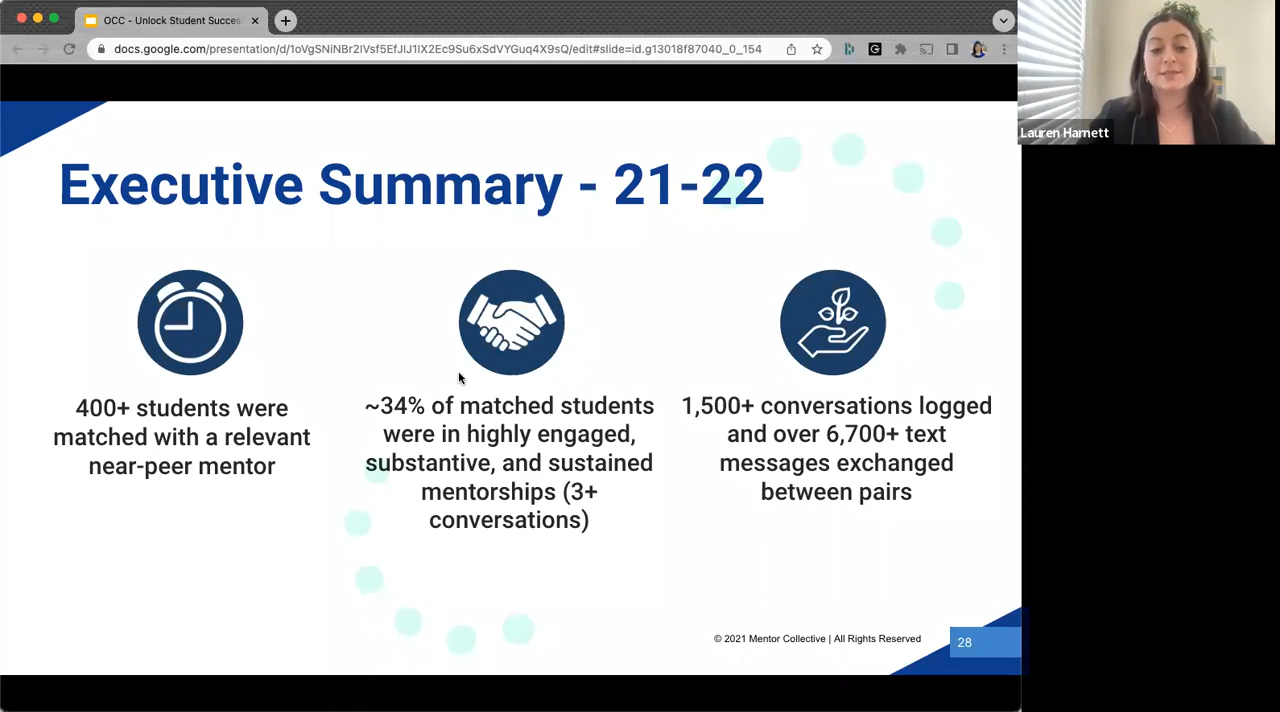 OCC - Unlock Student Succes
docs.google.com/presentation/d/1oVgSNiNBr2lVsf5EfJlJ1lX2Ec9Su6xSdVYGuq4X9sQ/edit#slide=id.g13018f87040_0_154
Lauren Harnett
Executive Summary - 21-22
400+ students were
matched with a relevant
near-peer mentor
~34% of matched students
were in highly engaged,
substantive, and sustained
mentorships (3+
conversations)
1,500+ conversations logged
and over 6,700+ text
messages exchanged
between pairs
© 2021 Mentor Collective | All Rights Reserved
28